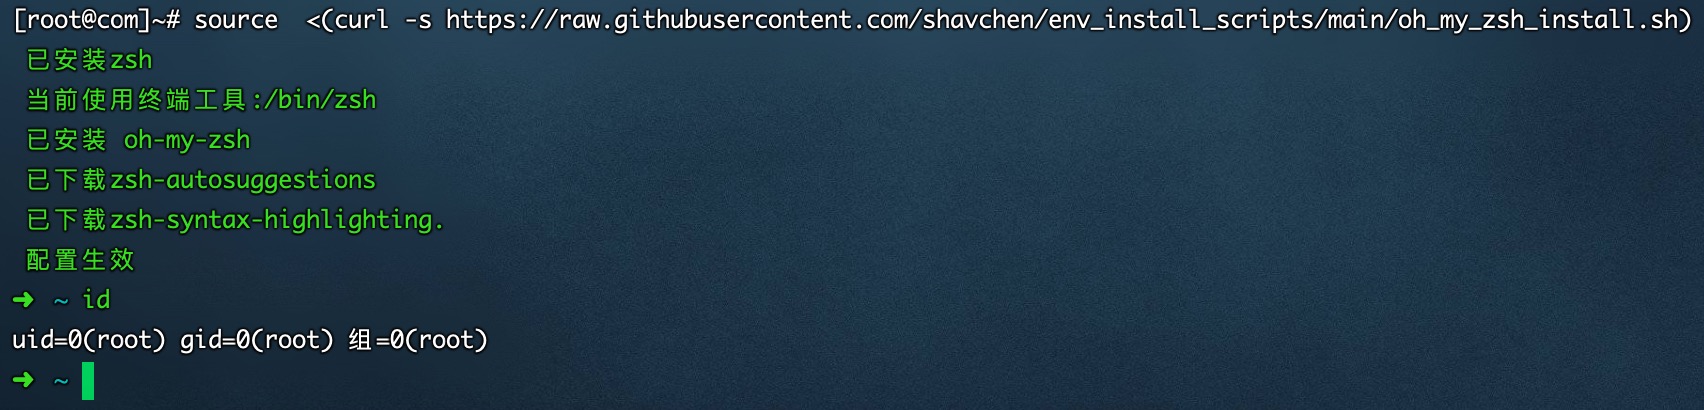 [root@com]~# source  <(curl -s https://raw.githubusercontent.com/shavchen/env_install_scripts/main/oh_my_zsh_install.sh)
已安装zsh
当前使用终端工具:/bin/zsh
已安装 oh-my-zsh
已下载zsh-autosuggestions
已下载zsh-syntax-highlighting.
配置生效
➜ ~ id
uid=0(root) gid=0(root) 组=0(root)
➜ ~